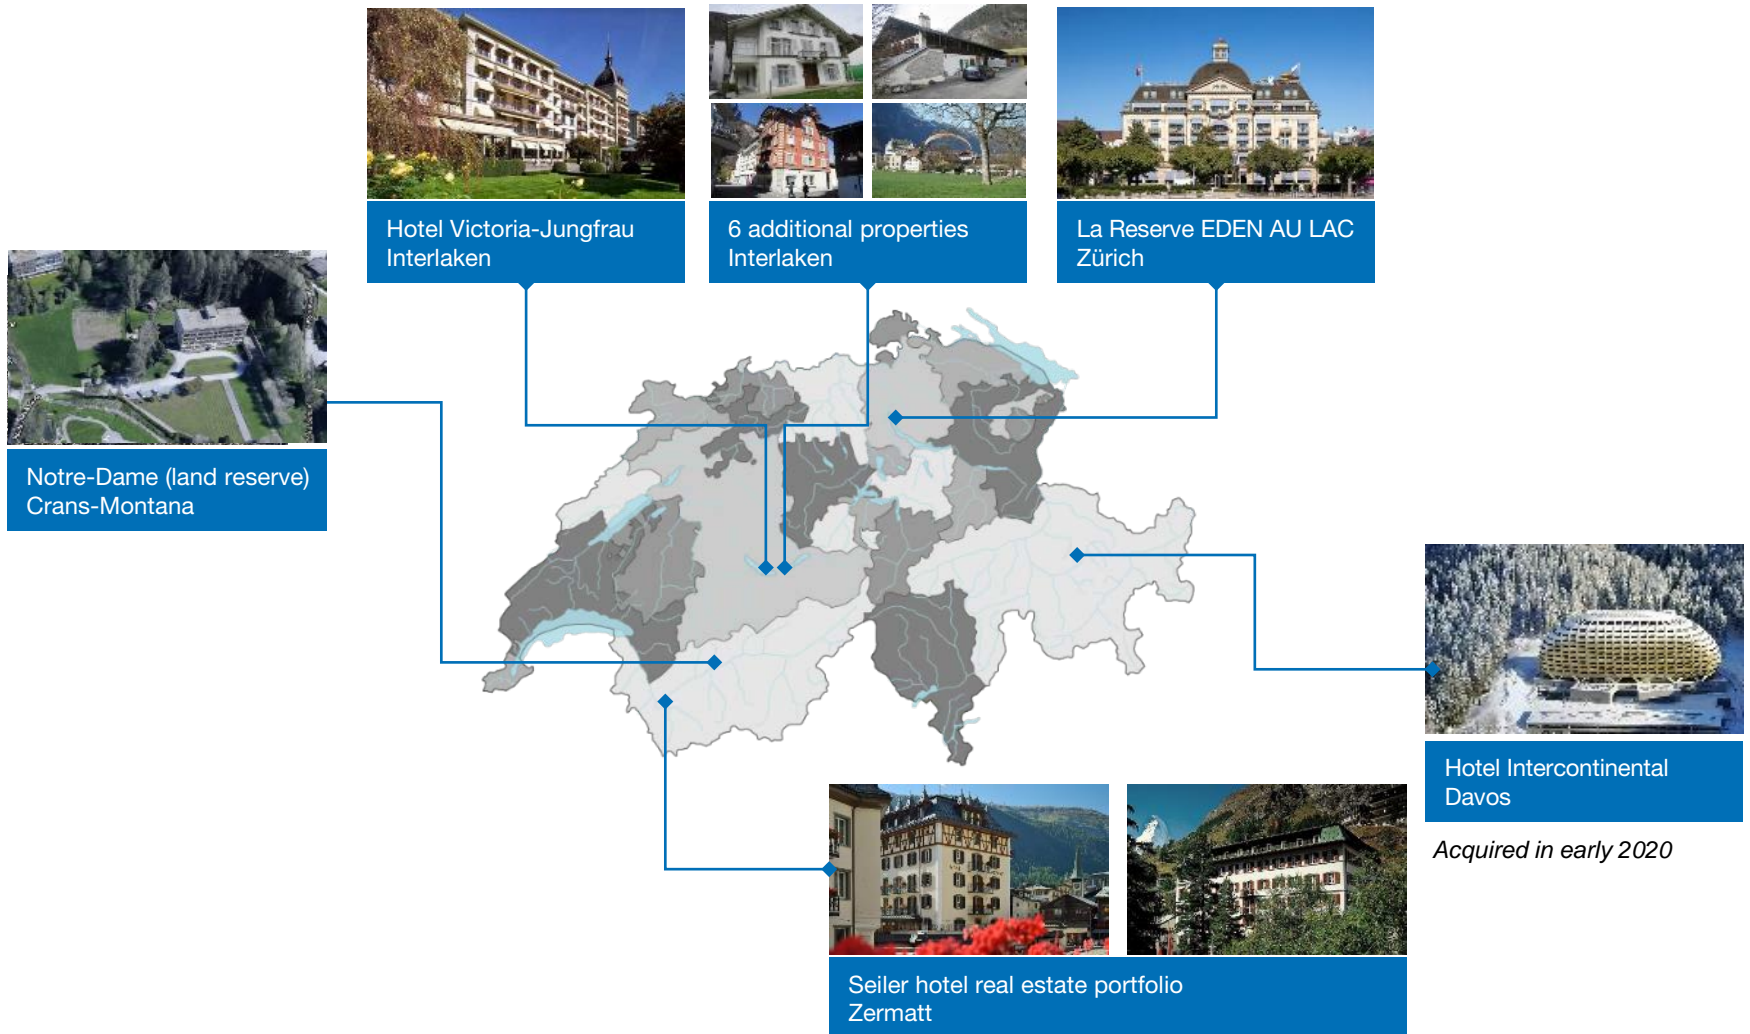 Hotel Victoria-Jungfrau
Interlaken
6 additional properties
Interlaken
La Reserve EDEN AU LAC
Zürich
Notre-Dame (land reserve)
Crans-Montana
Hotel Intercontinental
Davos
Acquired in early 2020
Seiler hotel real estate portfolio
Zermatt